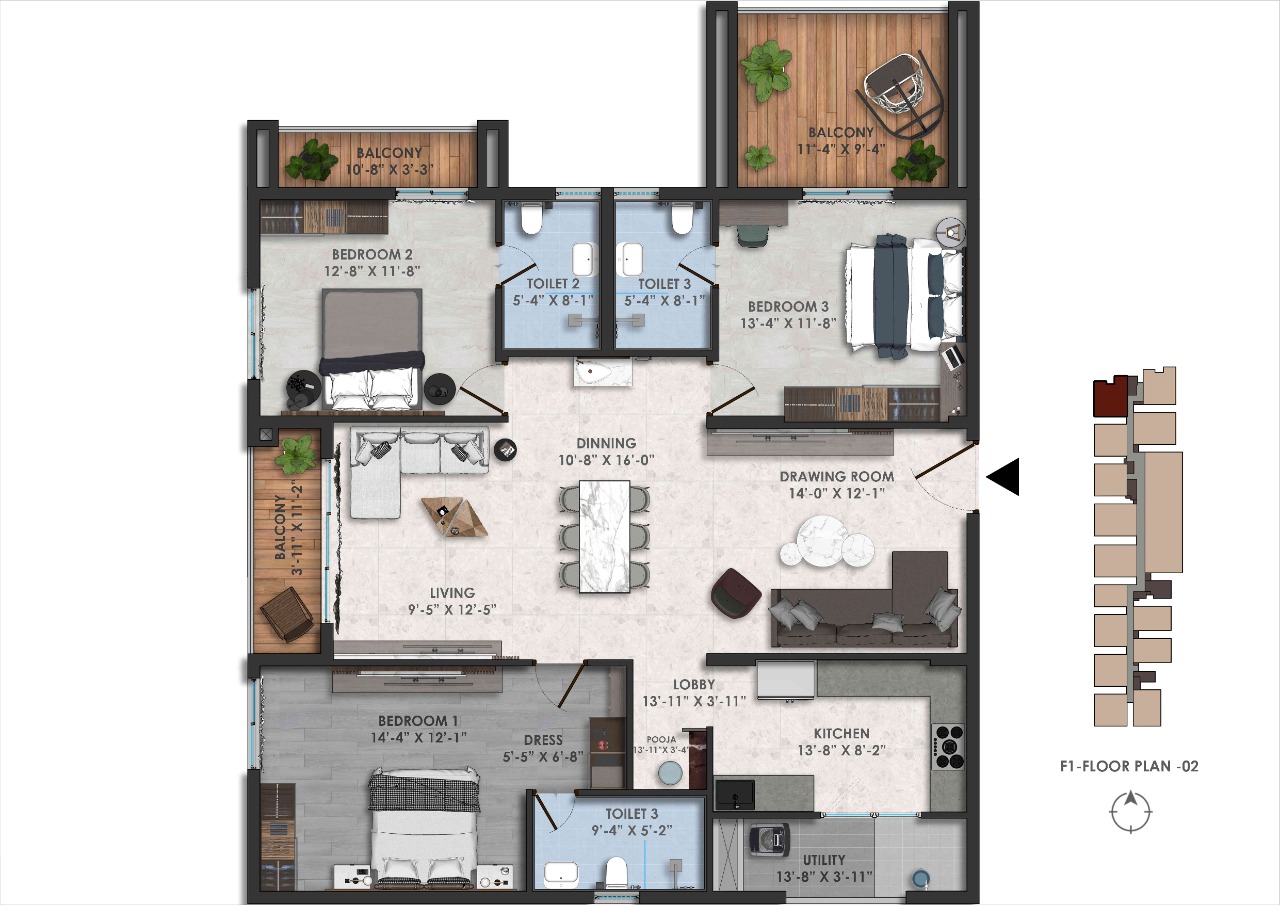 BALCONY
11'-4" X 9'-4"
BALCONY
10'-8" X 3'-3"
BEDROOM 2
12'-8" X 11'-8"
TOILET 2
5'-4" X 8'-1"
TOILET 3
5'-4" X 8'-1"
BEDROOM 3
13'-4" X 11'-8"
DINNING
10'-8" X 16'-0"
DRAWING ROOM
14'-0" X 12'-1"
BALCONY
3'-11" X 11'-2"
LIVING
9'-5" X 12'-5"
LOBBY
13'-11" X 3'-11"
BEDROOM 1
14'-4" X 12'-1"
DRESS
5'-5" X 6'-8"
POOJA
13'-11"X 3'-4"
KITCHEN
13'-8" X 8'-2"
TOILET 3
9'-4" X 5'-2"
UTILITY
13'-8" X 3'-11"
F1-FLOOR PLAN -02